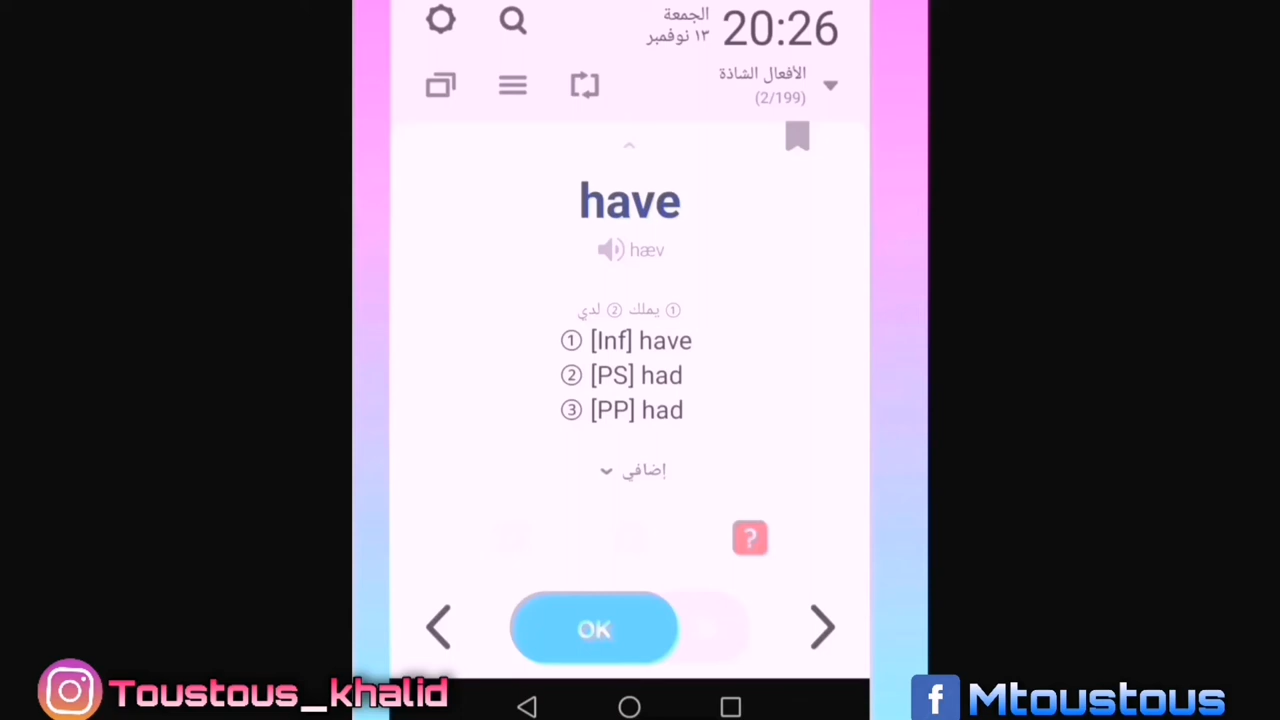 الجمعة
١٣ نوفمبر
20:26
الأفعال الشاذة
(2/199)
have
hæv
① يملك ② لدي
① [Inf] have
② [PS] had
③ [PP] had
إضافي
?
OK
Toustous_khalid
f Mtoustous